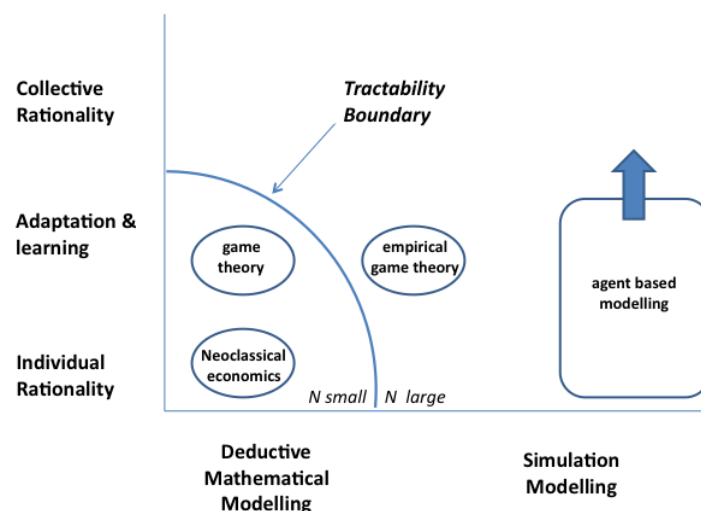 Collective
Rationality
Tractability
Boundary
Adaptation &
learning
game
theory
empirical
game theory
agent based
modelling
Individual
Rationality
Neoclassical
economics
N small
N large
Deductive
Mathematical
Modelling
Simulation
Modelling